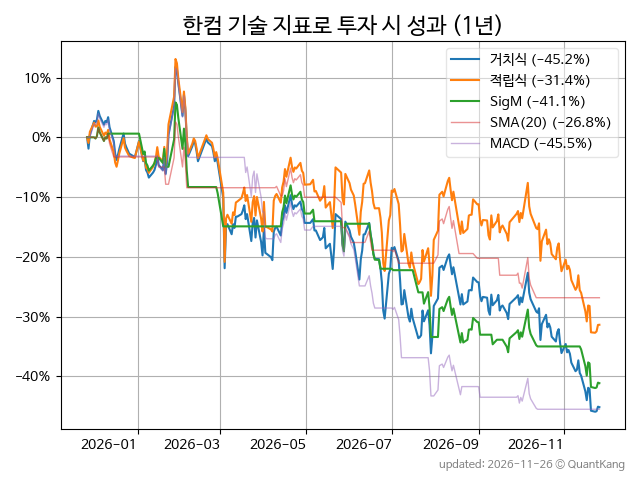 한컴 기술 지표로 투자 시 성과 (1년)
거치식 (−45.2%)
적립식 (−31.4%)
SigM (−41.1%)
SMA(20) (−26.8%)
MACD (−45.5%)
10%
0%
−10%
−20%
−30%
−40%
2026−01 2026−03 2026−05 2026−07 2026−09 2026−11
updated: 2026−11−26 © QuantKang